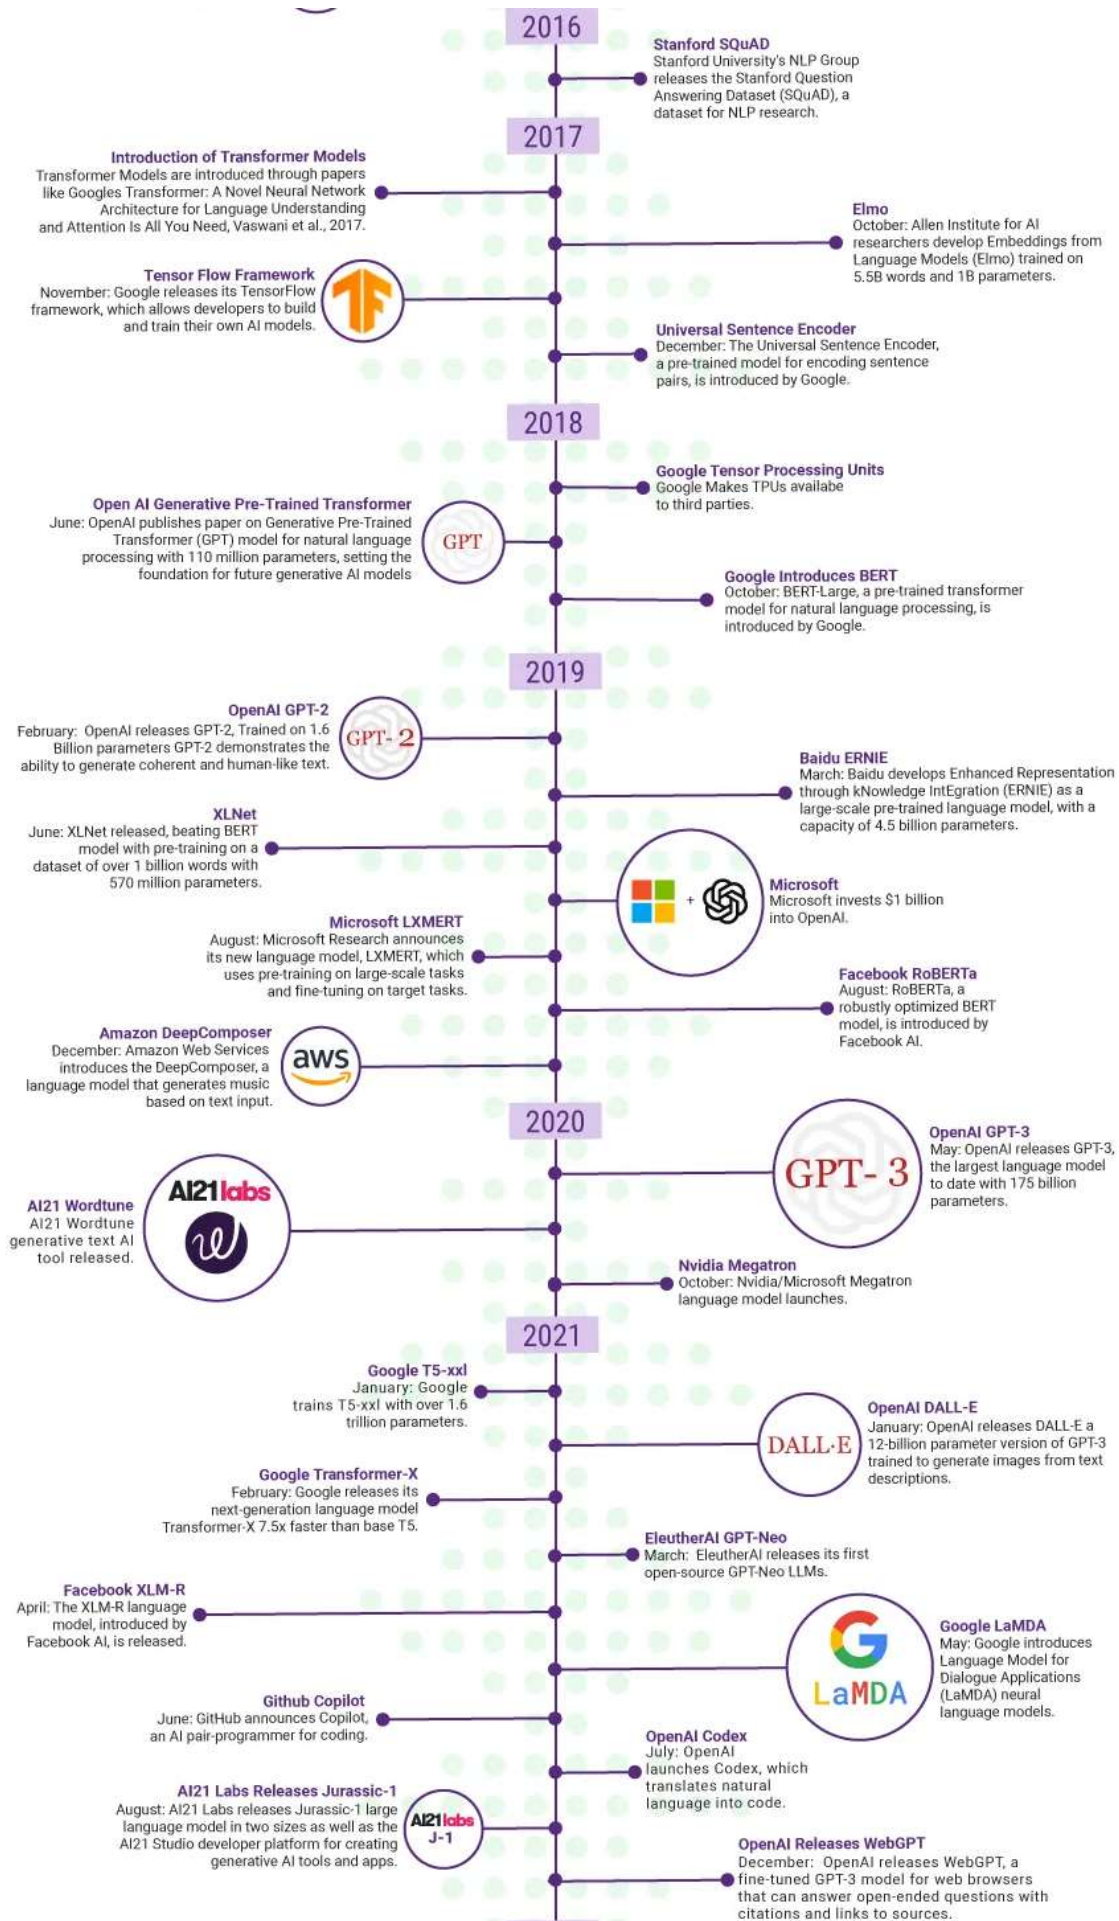 2016
Stanford SQuAD
Stanford University's NLP Group
releases the Stanford Question
Answering Dataset (SQuAD), a
dataset for NLP research.
2017
Introduction of Transformer Models
Transformer Models are introduced through papers
like Googles Transformer: A Novel Neural Network
Architecture for Language Understanding
and Attention Is All You Need, Vaswani et al., 2017.
Elmo
October: Allen Institute for AI
researchers develop Embeddings from
Language Models (Elmo) trained on
5.5B words and 1B parameters.
Tensor Flow Framework
November: Google releases its TensorFlow
framework, which allows developers to build
and train their own AI models.
Universal Sentence Encoder
December: The Universal Sentence Encoder,
a pre-trained model for encoding sentence
pairs, is introduced by Google.
2018
Google Tensor Processing Units
Google Makes TPUs availabe
to third parties.
Open AI Generative Pre-Trained Transformer
June: OpenAI publishes paper on Generative Pre-Trained
Transformer (GPT) model for natural language
processing with 110 million parameters, setting the
foundation for future generative AI models
GPT
Google Introduces BERT
October: BERT-Large, a pre-trained transformer
model for natural language processing, is
introduced by Google.
2019
OpenAI GPT-2
February: OpenAI releases GPT-2, Trained on 1.6
Billion parameters GPT-2 demonstrates the
ability to generate coherent and human-like text.
GPT- 2
Baidu ERNIE
March: Baidu develops Enhanced Representation
through kNowledge IntEgration (ERNIE) as a
large-scale pre-trained language model, with a
capacity of 4.5 billion parameters.
XLNet
June: XLNet released, beating BERT
model with pre-training on a
dataset of over 1 billion words with
570 million parameters.
+
Microsoft
Microsoft invests $1 billion
into OpenAI.
Microsoft LXMERT
August: Microsoft Research announces
its new language model, LXMERT, which
uses pre-training on large-scale tasks
and fine-tuning on target tasks.
Facebook RoBERTa
August: RoBERTa, a
robustly optimized BERT
model, is introduced by
Facebook AI.
Amazon DeepComposer
December: Amazon Web Services
introduces the DeepComposer, a
language model that generates music
based on text input.
aws
2020
OpenAI GPT-3
May: OpenAI releases GPT-3,
the largest language model
to date with 175 billion
parameters.
GPT- 3
AI21 Wordtune
AI21 Wordtune
generative text AI
tool released.
AI21labs
Nvidia Megatron
October: Nvidia/Microsoft Megatron
language model launches.
2021
Google T5-xxl
January: Google
trains T5-xxl with over 1.6
trillion parameters.
OpenAI DALL-E
January: OpenAI releases DALL-E a
12-billion parameter version of GPT-3
trained to generate images from text
descriptions.
DALL·E
Google Transformer-X
February: Google releases its
next-generation language model
Transformer-X 7.5x faster than base T5.
EleutherAI GPT-Neo
March: EleutherAI releases its first
open-source GPT-Neo LLMs.
Facebook XLM-R
April: The XLM-R language
model, introduced by
Facebook AI, is released.
Google LaMDA
May: Google introduces
Language Model for
Dialogue Applications
(LaMDA) neural
language models.
LaMDA
Github Copilot
June: GitHub announces Copilot,
an AI pair-programmer for coding.
OpenAI Codex
July: OpenAI
launches Codex, which
translates natural
language into code.
AI21 Labs Releases Jurassic-1
August: AI21 Labs releases Jurassic-1 large
language model in two sizes as well as the
AI21 Studio developer platform for creating
generative AI tools and apps.
AI21labs
J-1
OpenAI Releases WebGPT
December: OpenAI releases WebGPT, a
fine-tuned GPT-3 model for web browsers
that can answer open-ended questions with
citations and links to sources.